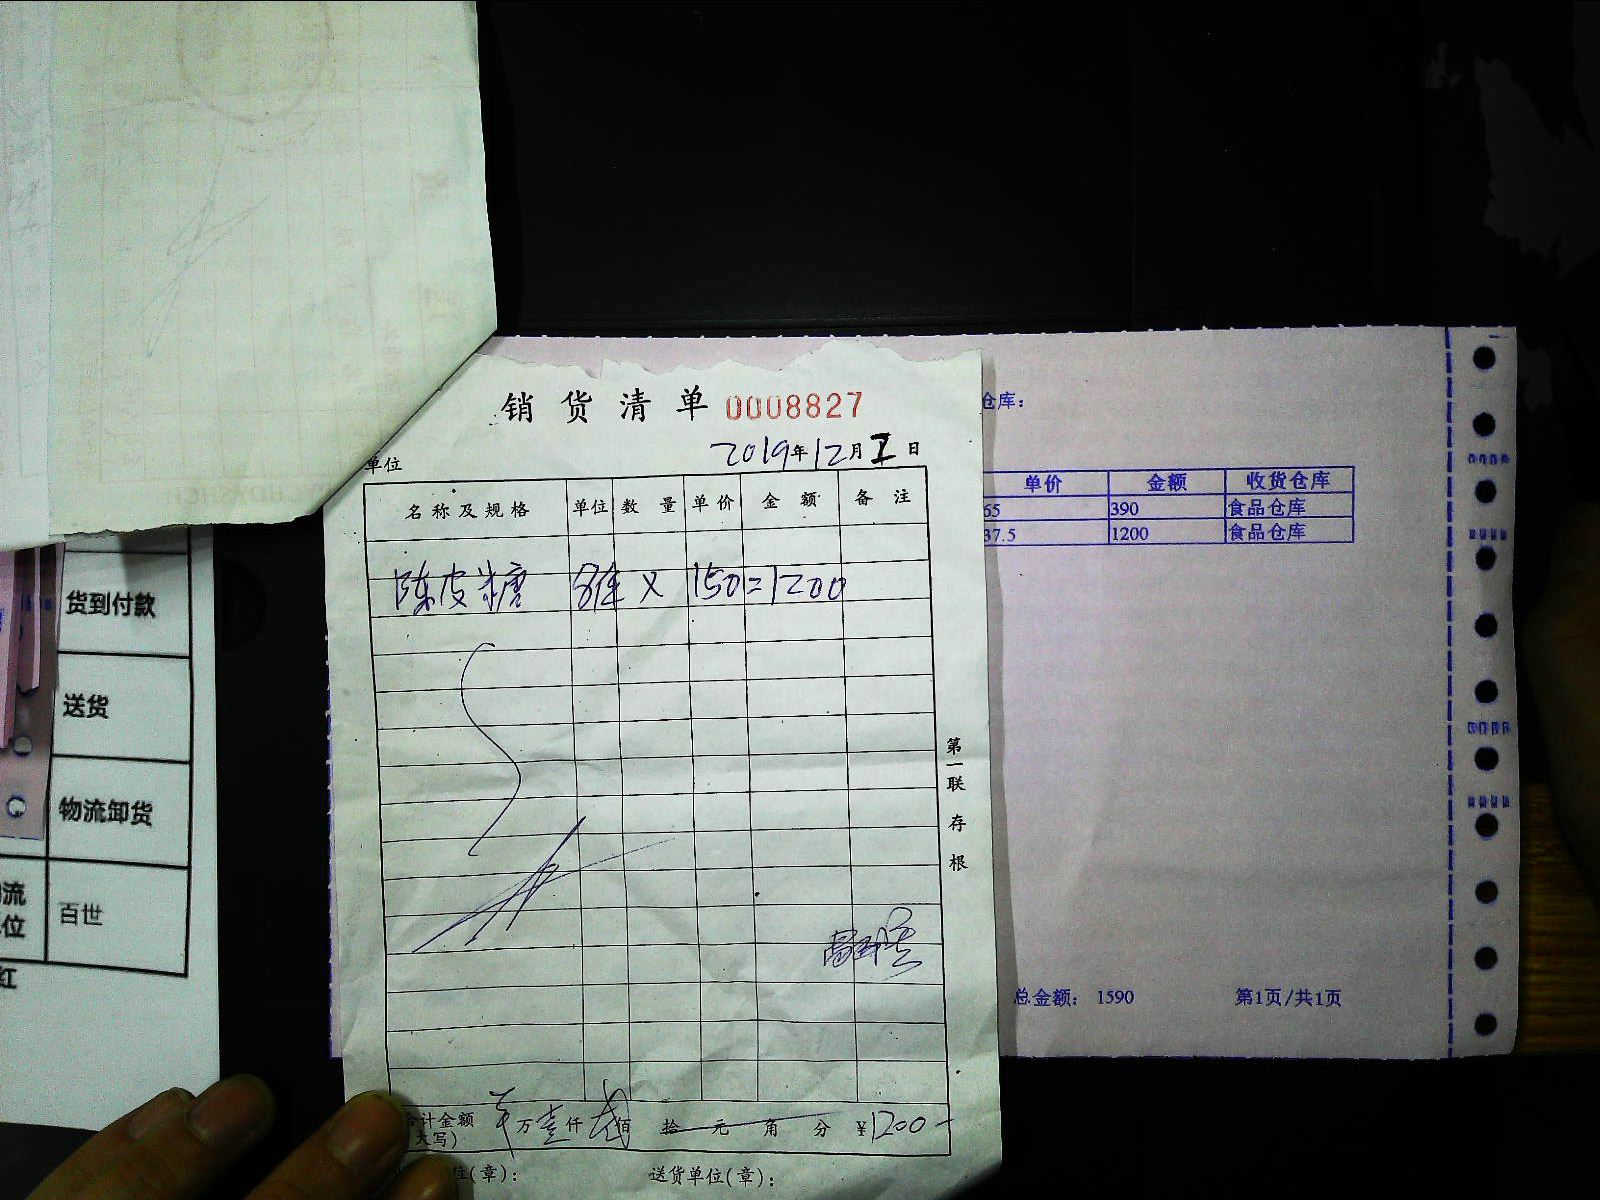 销货清单 0008827
单位 2019年12月1日
名称及规格 单位 数量 单价 金额 备注
陈皮糖 8件 × 150=1200
第一联 存根
合计金额(大写) 万壹仟贰佰拾元角分 ¥1200-
位(章): 送货单位(章):
仓库:
单价 金额 收货仓库
65 390 食品仓库
37.5 1200 食品仓库
总金额: 1590 第1页/共1页
货到付款
送货
物流卸货
流
位 百世
红